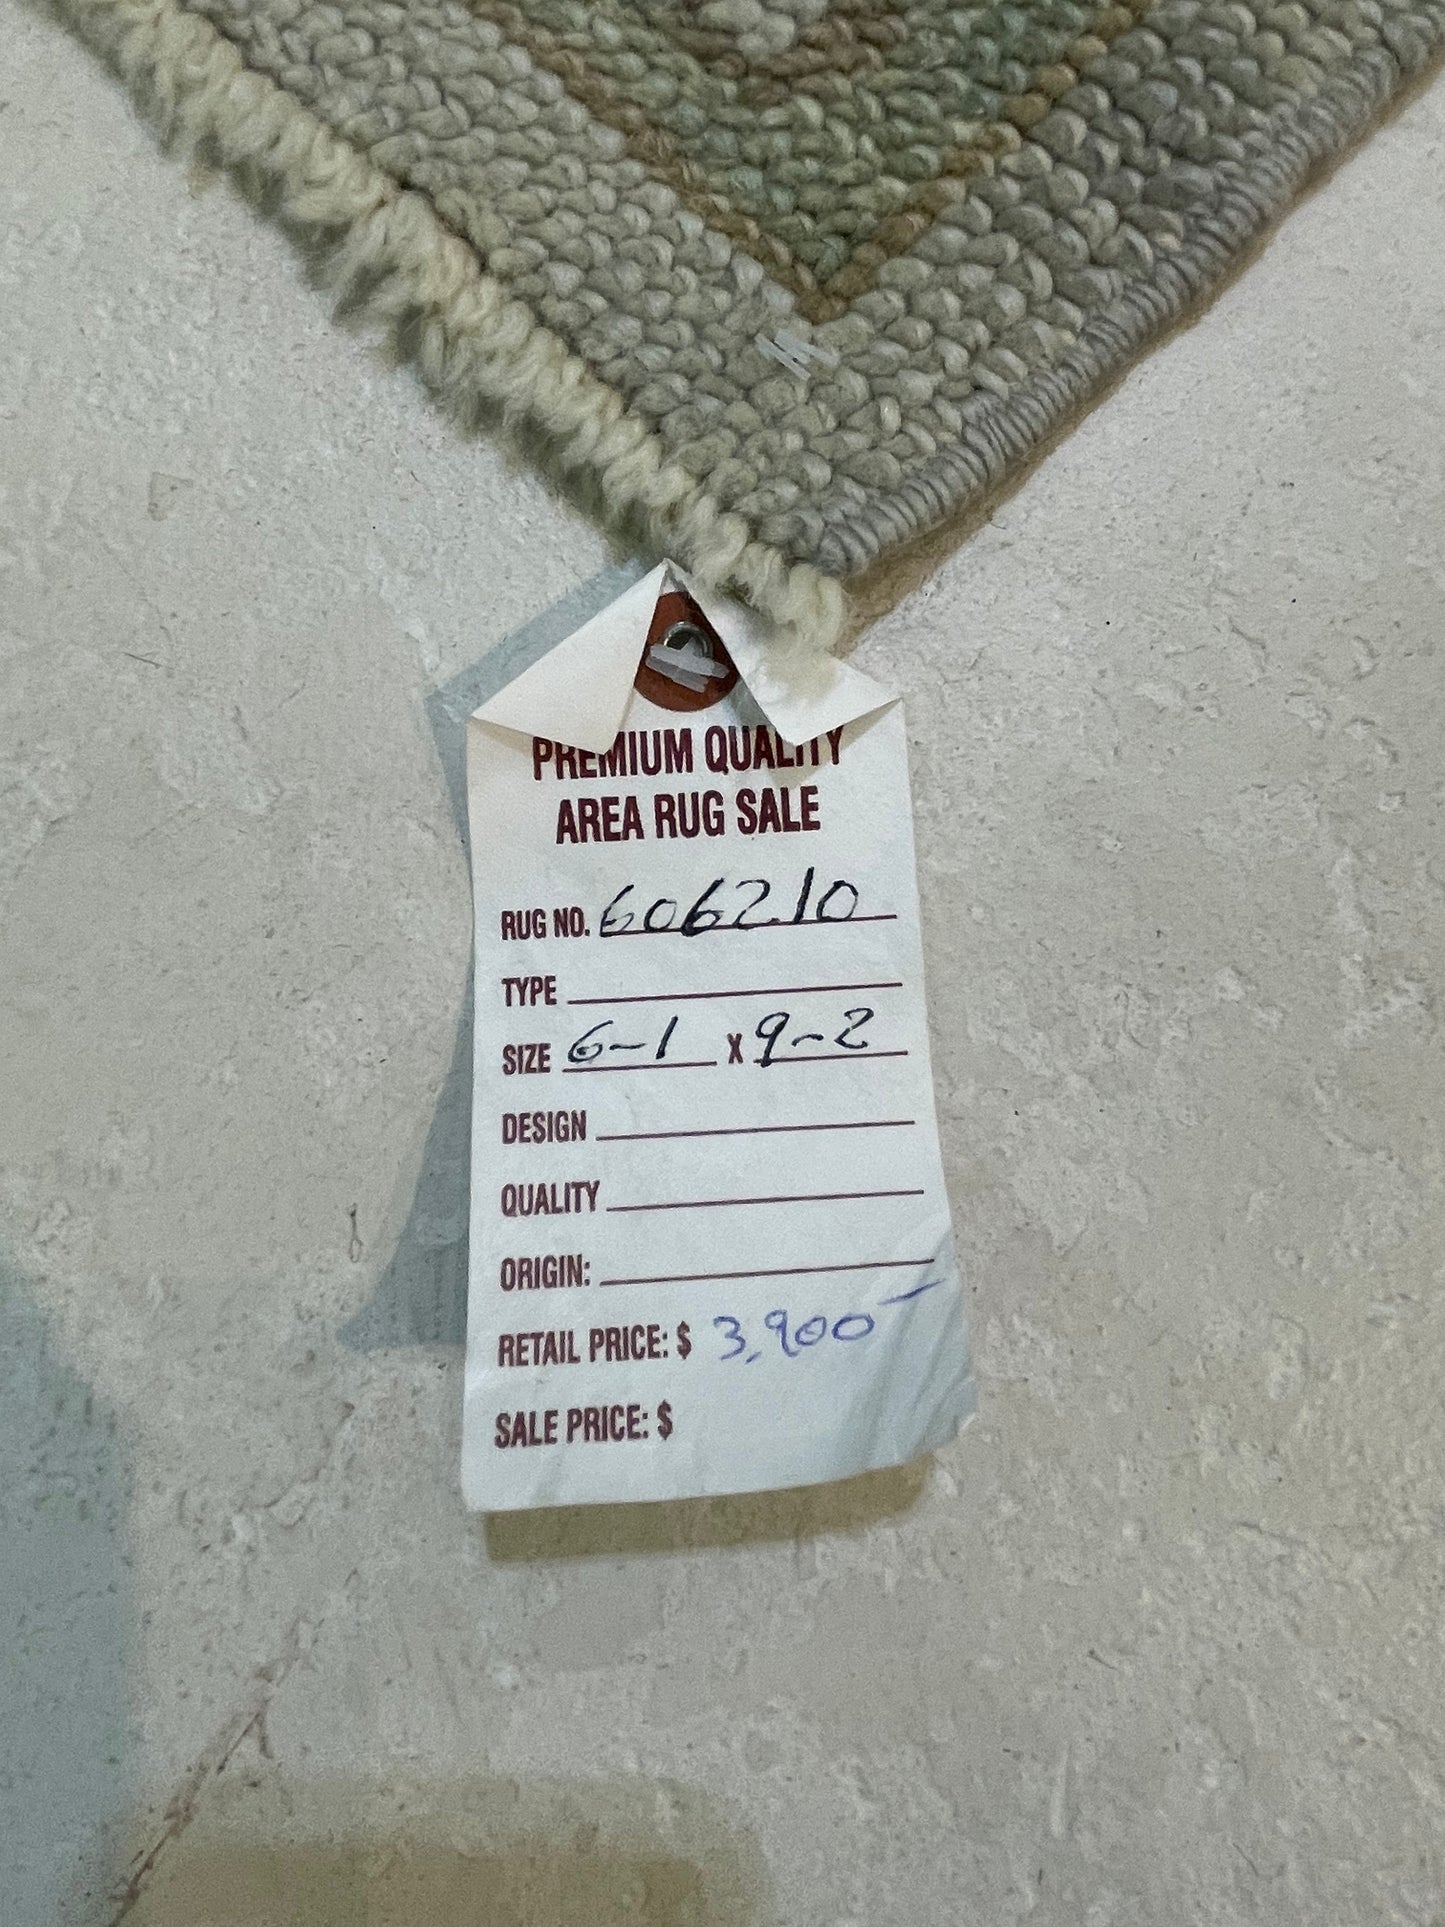 PREMIUM QUALITY
AREA RUG SALE
RUG NO. 606210
TYPE
SIZE 6-1 X 9-2
DESIGN
QUALITY
ORIGIN:
RETAIL PRICE: $ 3,900-
SALE PRICE: $